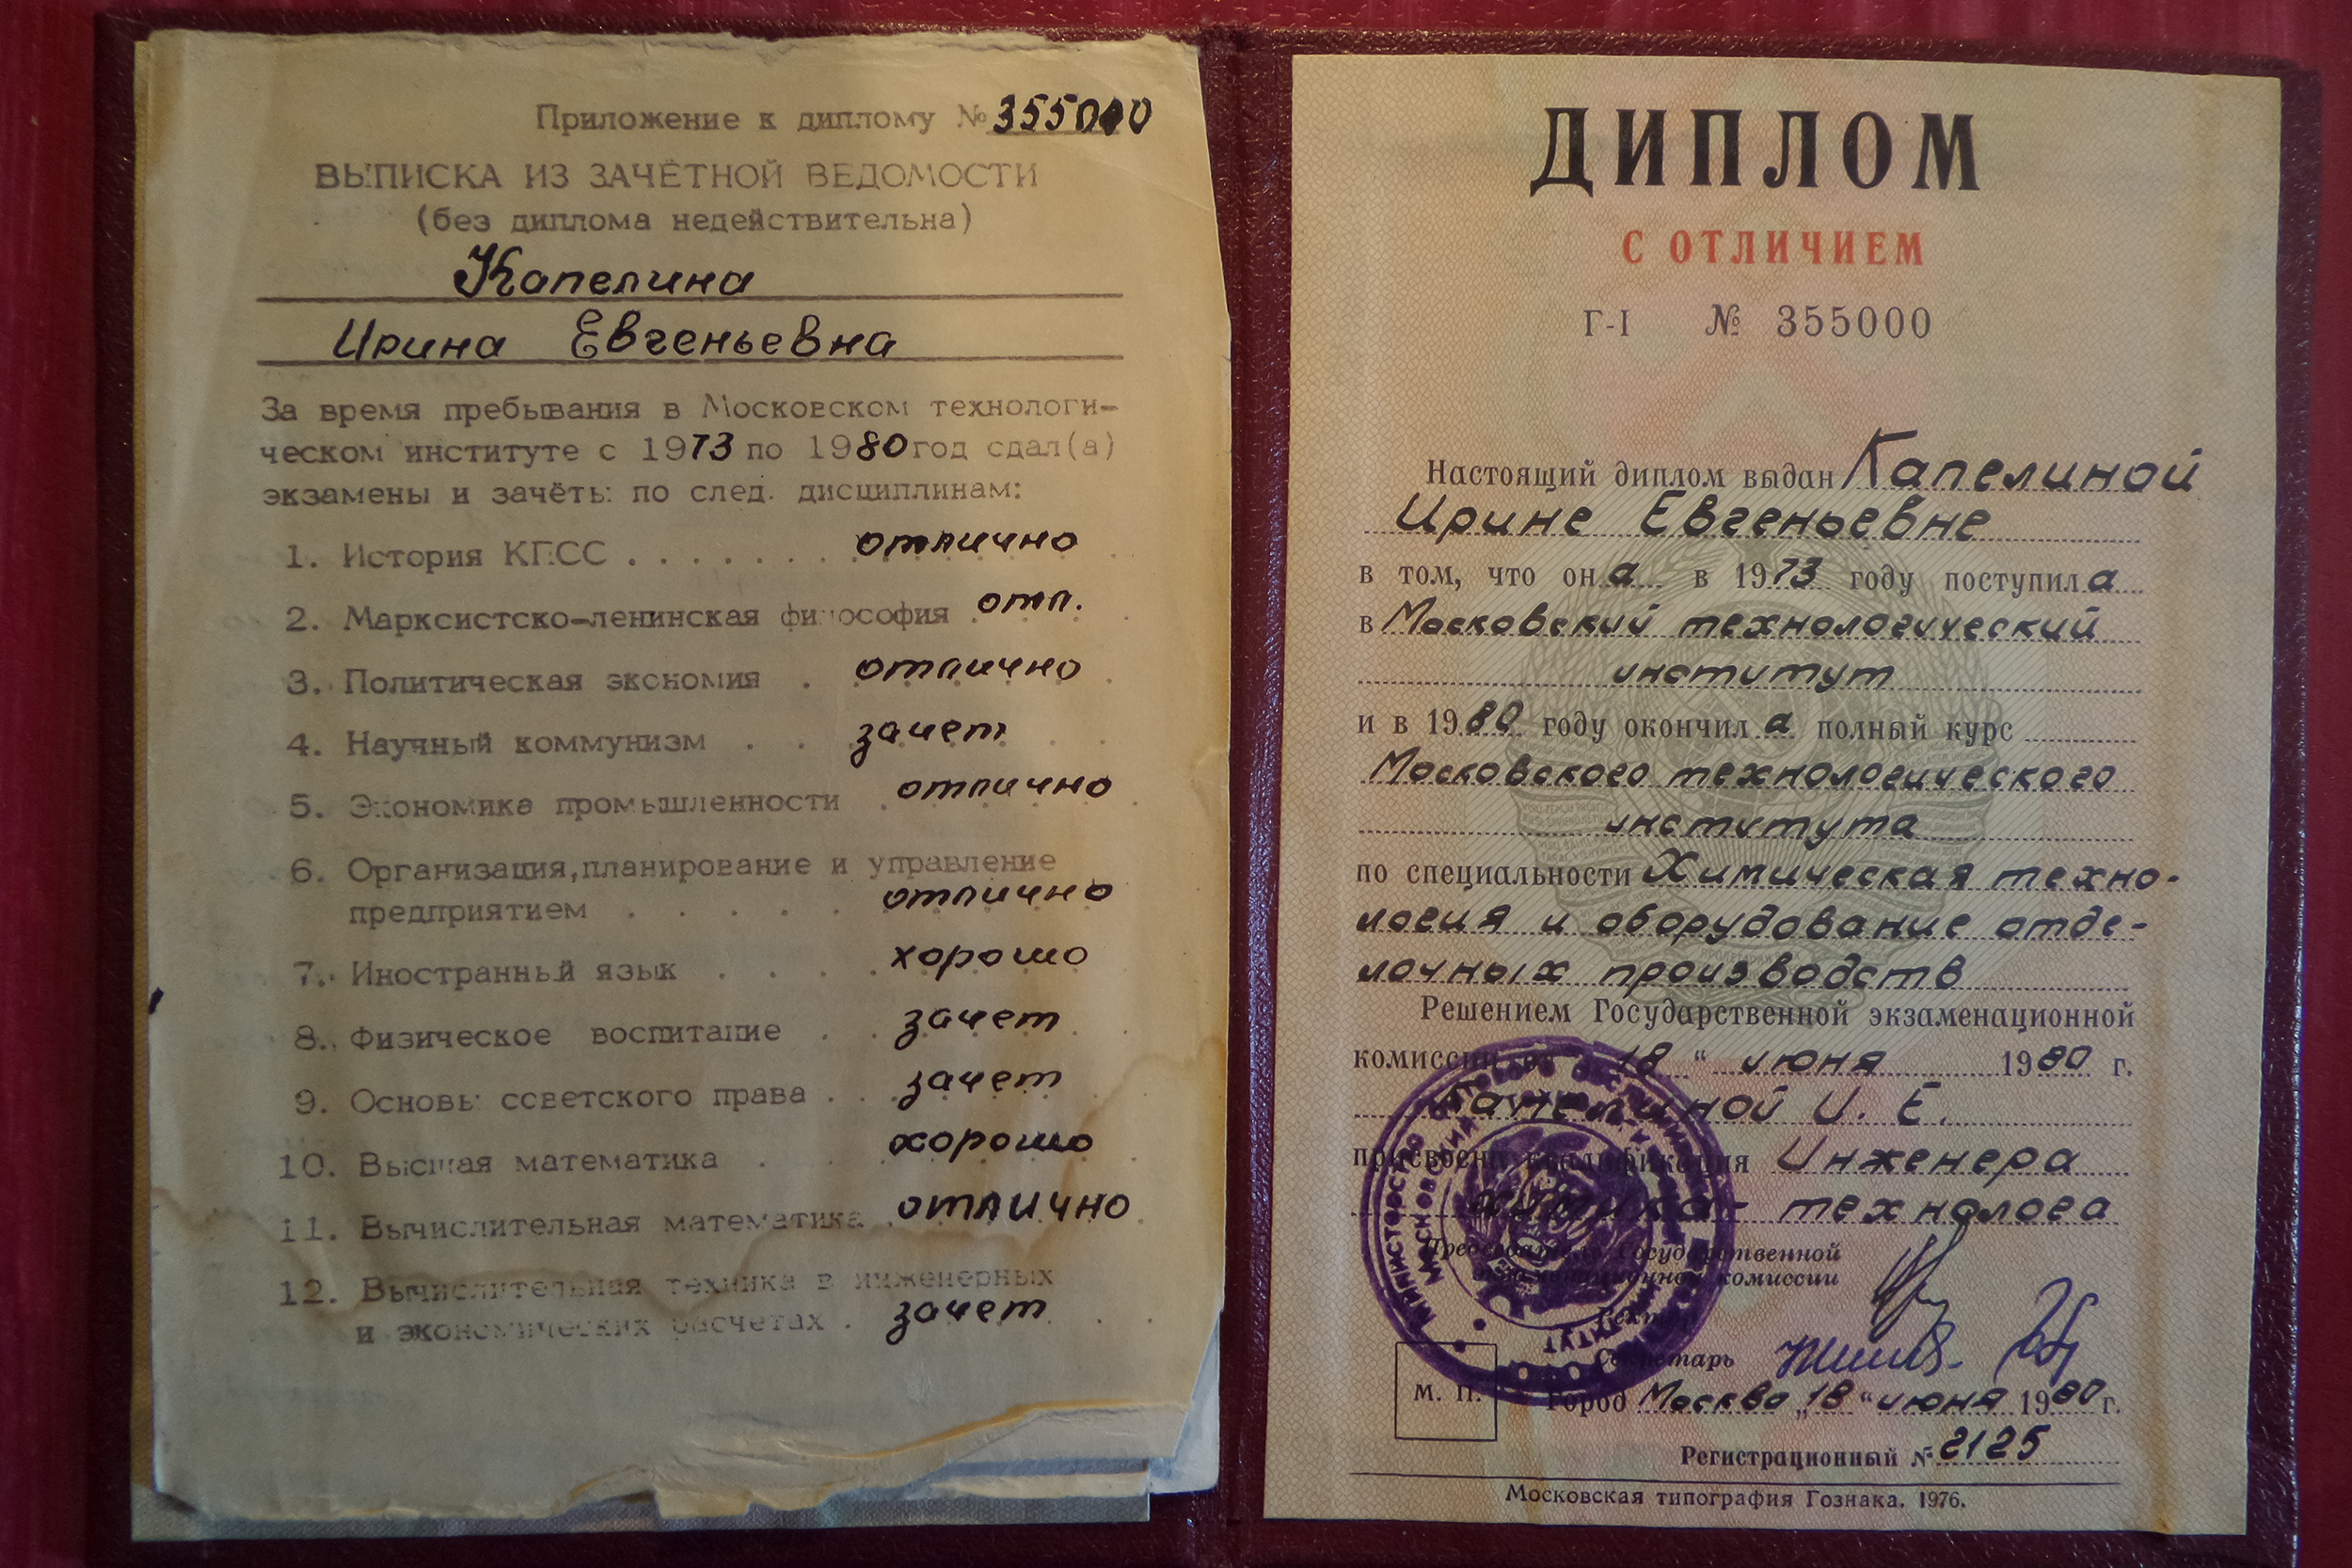 Приложение к диплому № 355000
ВЫПИСКА ИЗ ЗАЧЁТНОЙ ВЕДОМОСТИ
(без диплома недействительна)
Капелина
Ирина Евгеньевна
За время пребывания в Московском технологи-
ческом институте с 1973 по 1980 год сдал(а)
экзамены и зачёты по след. дисциплинам:
1. История КПСС . . . . . . . отлично
2. Марксистско-ленинская философия отл.
3. Политическая экономия . отлично
4. Научный коммунизм . . зачет
5. Экономика промышленности . отлично
6. Организация,планирование и управление
предприятием . . . . . отлично
7. Иностранный язык . . . . хорошо
8. Физическое воспитание . . зачет
9. Основы советского права . . зачет
10. Высшая математика . . хорошо
11. Вычислительная математика . отлично
12. Вычислительная техника в инженерных
и экономических расчетах . зачет
ДИПЛОМ
С ОТЛИЧИЕМ
Г-I № 355000
Настоящий диплом выдан Капелиной
Ирине Евгеньевне
в том, что она в 1973 году поступила
в Московский технологический
институт
и в 1980 году окончила полный курс
Московского технологического
института
по специальности Химическая техно-
логия и оборудование отде-
лочных производств
Решением Государственной экзаменационной
комиссии от „ 18 “ июня 1980 г.
Капелиной И. Е.
присвоена квалификация Инженера
химика- технолога
Председатель Государственной
экзаменационной комиссии
Ректор
Секретарь
М. П.
Город Москва „ 18 “ июня 1980 г.
Регистрационный № 2125
Московская типография Гознака. 1976.